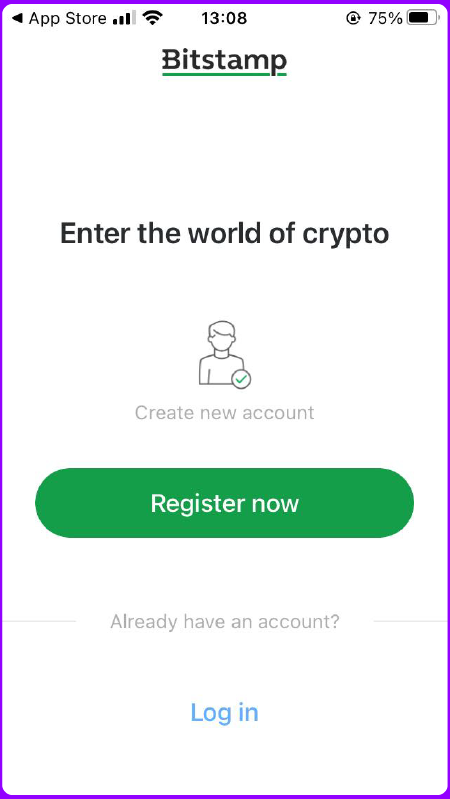 ◀ App Store 13:08 75%
Bitstamp
Enter the world of crypto
Create new account
Register now
Already have an account?
Log in